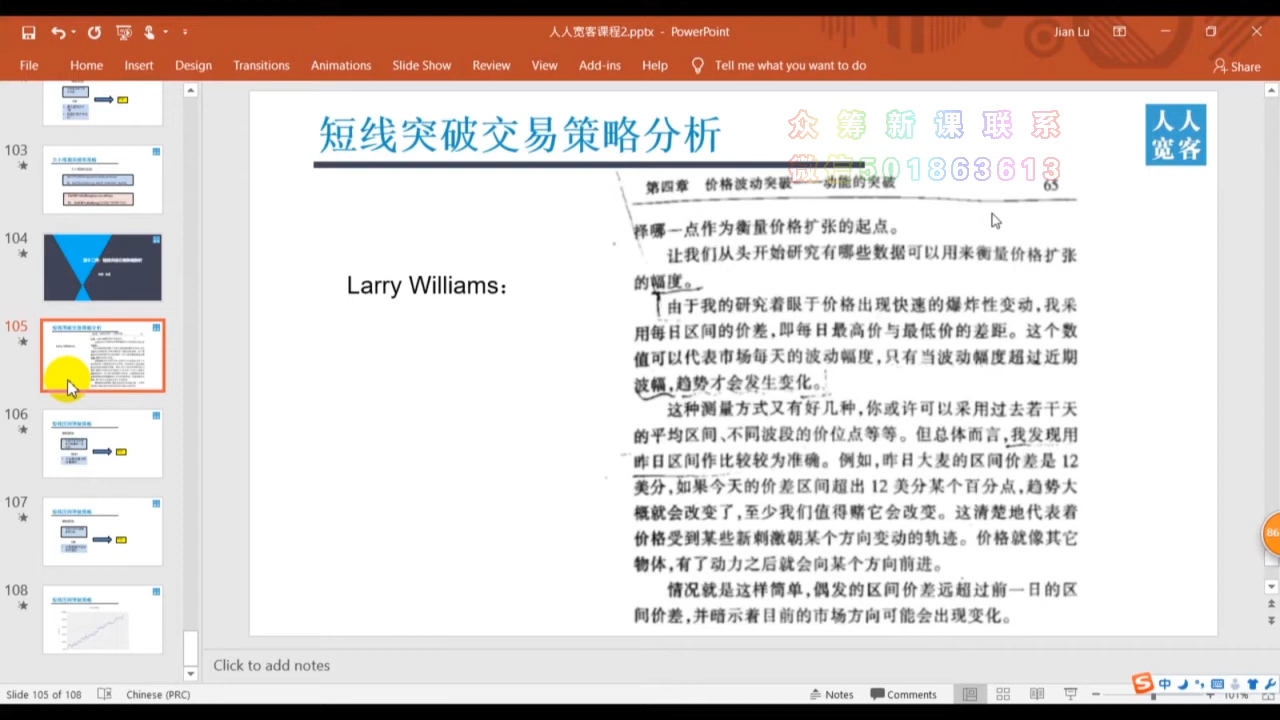 人人宽客课程2.pptx - PowerPoint
Jian Lu
File Home Insert Design Transitions Animations Slide Show Review View Add-ins Help Tell me what you want to do
Share
103
104
105
106
107
108
短线突破交易策略分析
众筹新课联系
微信501863613
人人
宽客
第四章 价格波动突破——动能的突破 65
Larry Williams：
择哪一点作为衡量价格扩张的起点。
让我们从头开始研究有哪些数据可以用来衡量价格扩张
的幅度。
由于我的研究着眼于价格出现快速的爆炸性变动，我采
用每日区间的价差，即每日最高价与最低价的差距。这个数
值可以代表市场每天的波动幅度，只有当波动幅度超过近期
波幅，趋势才会发生变化。
这种测量方式又有好几种，你或许可以采用过去若干天
的平均区间、不同波段的价位点等等。但总体而言，我发现用
昨日区间作比较较为准确。例如，昨日大麦的区间价差是 12
美分，如果今天的价差区间超出 12 美分某个百分点，趋势大
概就会改变了，至少我们值得赌它会改变。这清楚地代表着
价格受到某些新刺激朝某个方向变动的轨迹。价格就像其它
物体，有了动力之后就会向某个方向前进。
情况就是这样简单，偶发的区间价差远超过前一日的区
间价差，并暗示着目前的市场方向可能会出现变化。
86
Click to add notes
Slide 105 of 108 Chinese (PRC) Notes Comments 中 101%